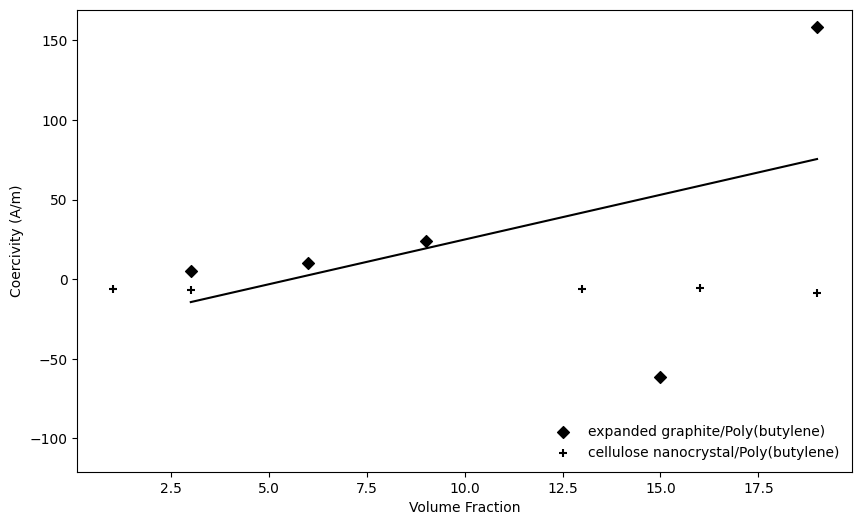 150
100
50
0
−50
−100
Coercivity (A/m)
expanded graphite/Poly(butylene)
cellulose nanocrystal/Poly(butylene)
2.5 5.0 7.5 10.0 12.5 15.0 17.5
Volume Fraction